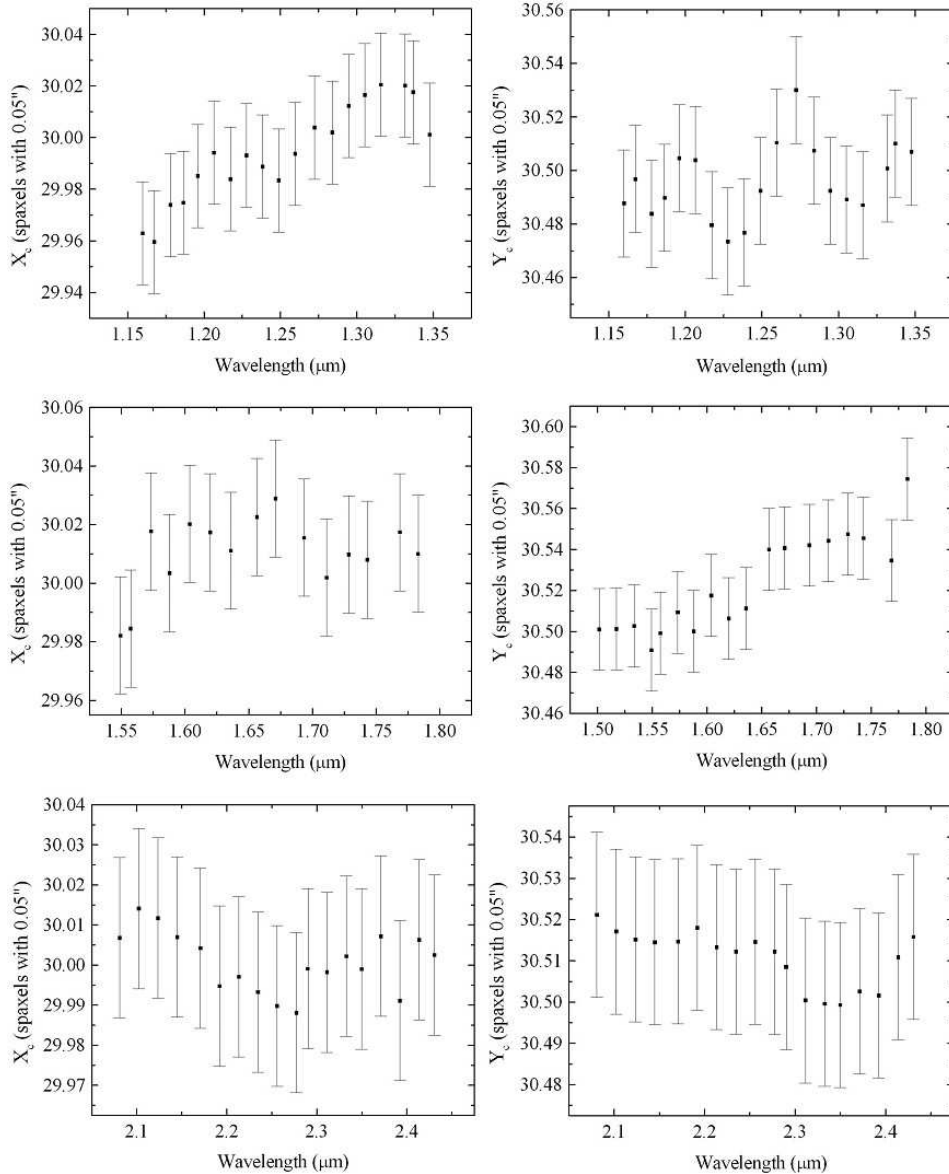 X_c (spaxels with 0.05")
30.04
30.02
30.00
29.98
29.96
29.94
1.15 1.20 1.25 1.30 1.35
Wavelength (μm)
Y_c (spaxels with 0.05")
30.56
30.54
30.52
30.50
30.48
30.46
1.15 1.20 1.25 1.30 1.35
Wavelength (μm)
X_c (spaxels with 0.05")
30.06
30.04
30.02
30.00
29.98
29.96
1.55 1.60 1.65 1.70 1.75 1.80
Wavelength (μm)
Y_c (spaxels with 0.05")
30.60
30.58
30.56
30.54
30.52
30.50
30.48
30.46
1.50 1.55 1.60 1.65 1.70 1.75 1.80
Wavelength (μm)
X_c (spaxels with 0.05")
30.04
30.03
30.02
30.01
30.00
29.99
29.98
29.97
2.1 2.2 2.3 2.4
Wavelength (μm)
Y_c (spaxels with 0.05")
30.54
30.53
30.52
30.51
30.50
30.49
30.48
2.1 2.2 2.3 2.4
Wavelength (μm)